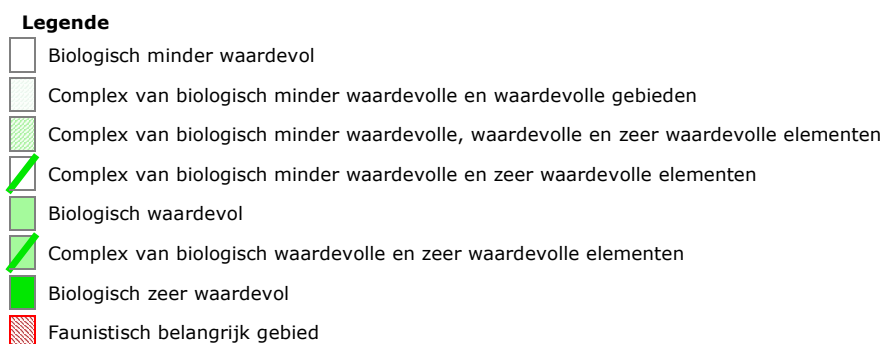 Legende
Biologisch minder waardevol
Complex van biologisch minder waardevolle en waardevolle gebieden
Complex van biologisch minder waardevolle, waardevolle en zeer waardevolle elementen
Complex van biologisch minder waardevolle en zeer waardevolle elementen
Biologisch waardevol
Complex van biologisch waardevolle en zeer waardevolle elementen
Biologisch zeer waardevol
Faunistisch belangrijk gebied